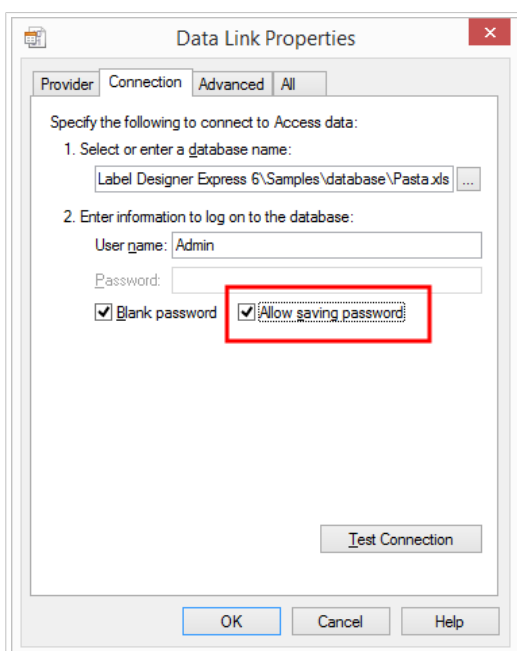 Data Link Properties
×
Provider Connection Advanced All
Specify the following to connect to Access data:
1. Select or enter a database name:
Label Designer Express 6\Samples\database\Pasta.xls ...
2. Enter information to log on to the database:
User name: Admin
Password:
Blank password Allow saving password
Test Connection
OK Cancel Help